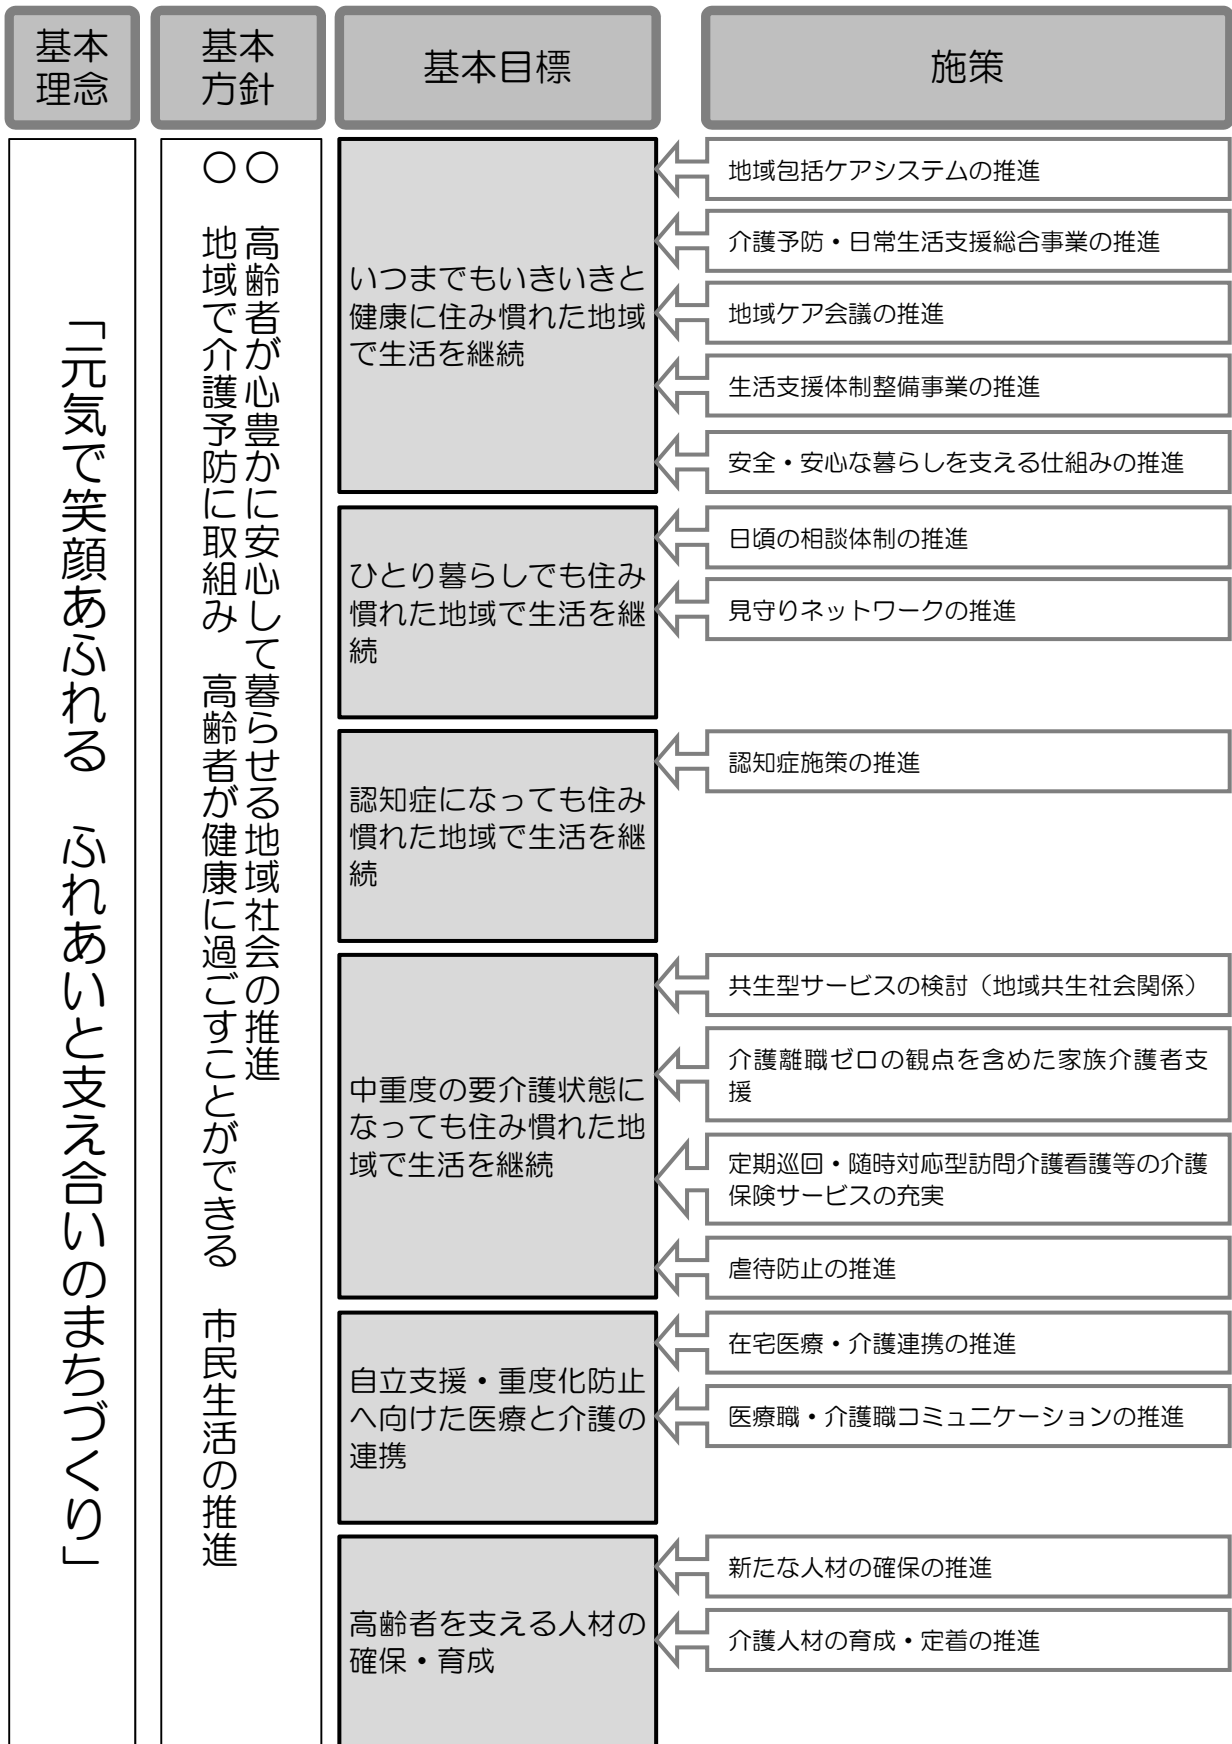 基本
理念
基本
方針
基本目標
施策
「元気で笑顔あふれる　ふれあいと支え合いのまちづくり」
○　高齢者が心豊かに安心して暮らせる地域社会の推進
○　地域で介護予防に取組み　高齢者が健康に過ごすことができる　市民生活の推進
いつまでもいきいきと
健康に住み慣れた地域
で生活を継続
地域包括ケアシステムの推進
介護予防・日常生活支援総合事業の推進
地域ケア会議の推進
生活支援体制整備事業の推進
安全・安心な暮らしを支える仕組みの推進
ひとり暮らしでも住み
慣れた地域で生活を継
続
日頃の相談体制の推進
見守りネットワークの推進
認知症になっても住み
慣れた地域で生活を継
続
認知症施策の推進
中重度の要介護状態に
なっても住み慣れた地
域で生活を継続
共生型サービスの検討（地域共生社会関係）
介護離職ゼロの観点を含めた家族介護者支
援
定期巡回・随時対応型訪問介護看護等の介護
保険サービスの充実
虐待防止の推進
自立支援・重度化防止
へ向けた医療と介護の
連携
在宅医療・介護連携の推進
医療職・介護職コミュニケーションの推進
高齢者を支える人材の
確保・育成
新たな人材の確保の推進
介護人材の育成・定着の推進